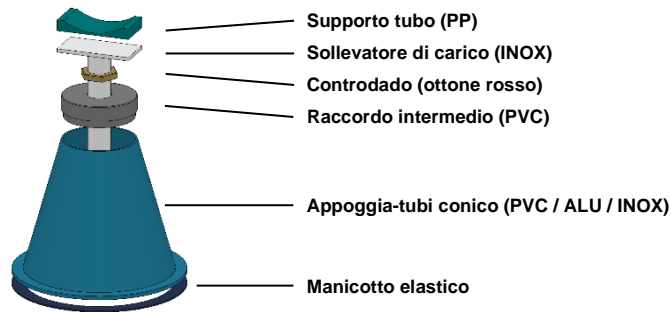 Supporto tubo (PP)
Sollevatore di carico (INOX)
Controdado (ottone rosso)
Raccordo intermedio (PVC)
Appoggia-tubi conico (PVC / ALU / INOX)
Manicotto elastico